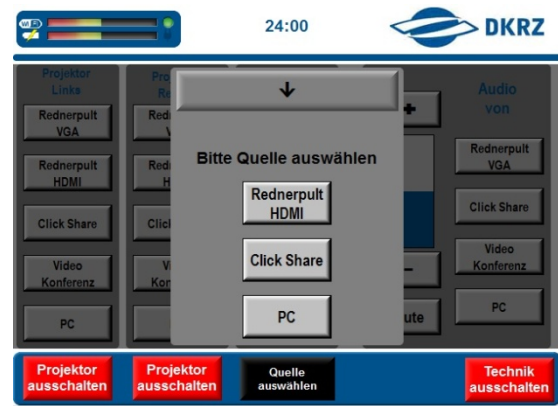 24:00
DKRZ
Projektor
Links
Rednerpult
VGA
Rednerpult
HDMI
Click Share
Video
Konferenz
PC
Bitte Quelle auswählen
Rednerpult
HDMI
Click Share
PC
+
–
Audio
von
Rednerpult
VGA
Click Share
Video
Konferenz
PC
Projektor
ausschalten
Projektor
ausschalten
Quelle
auswählen
Technik
ausschalten